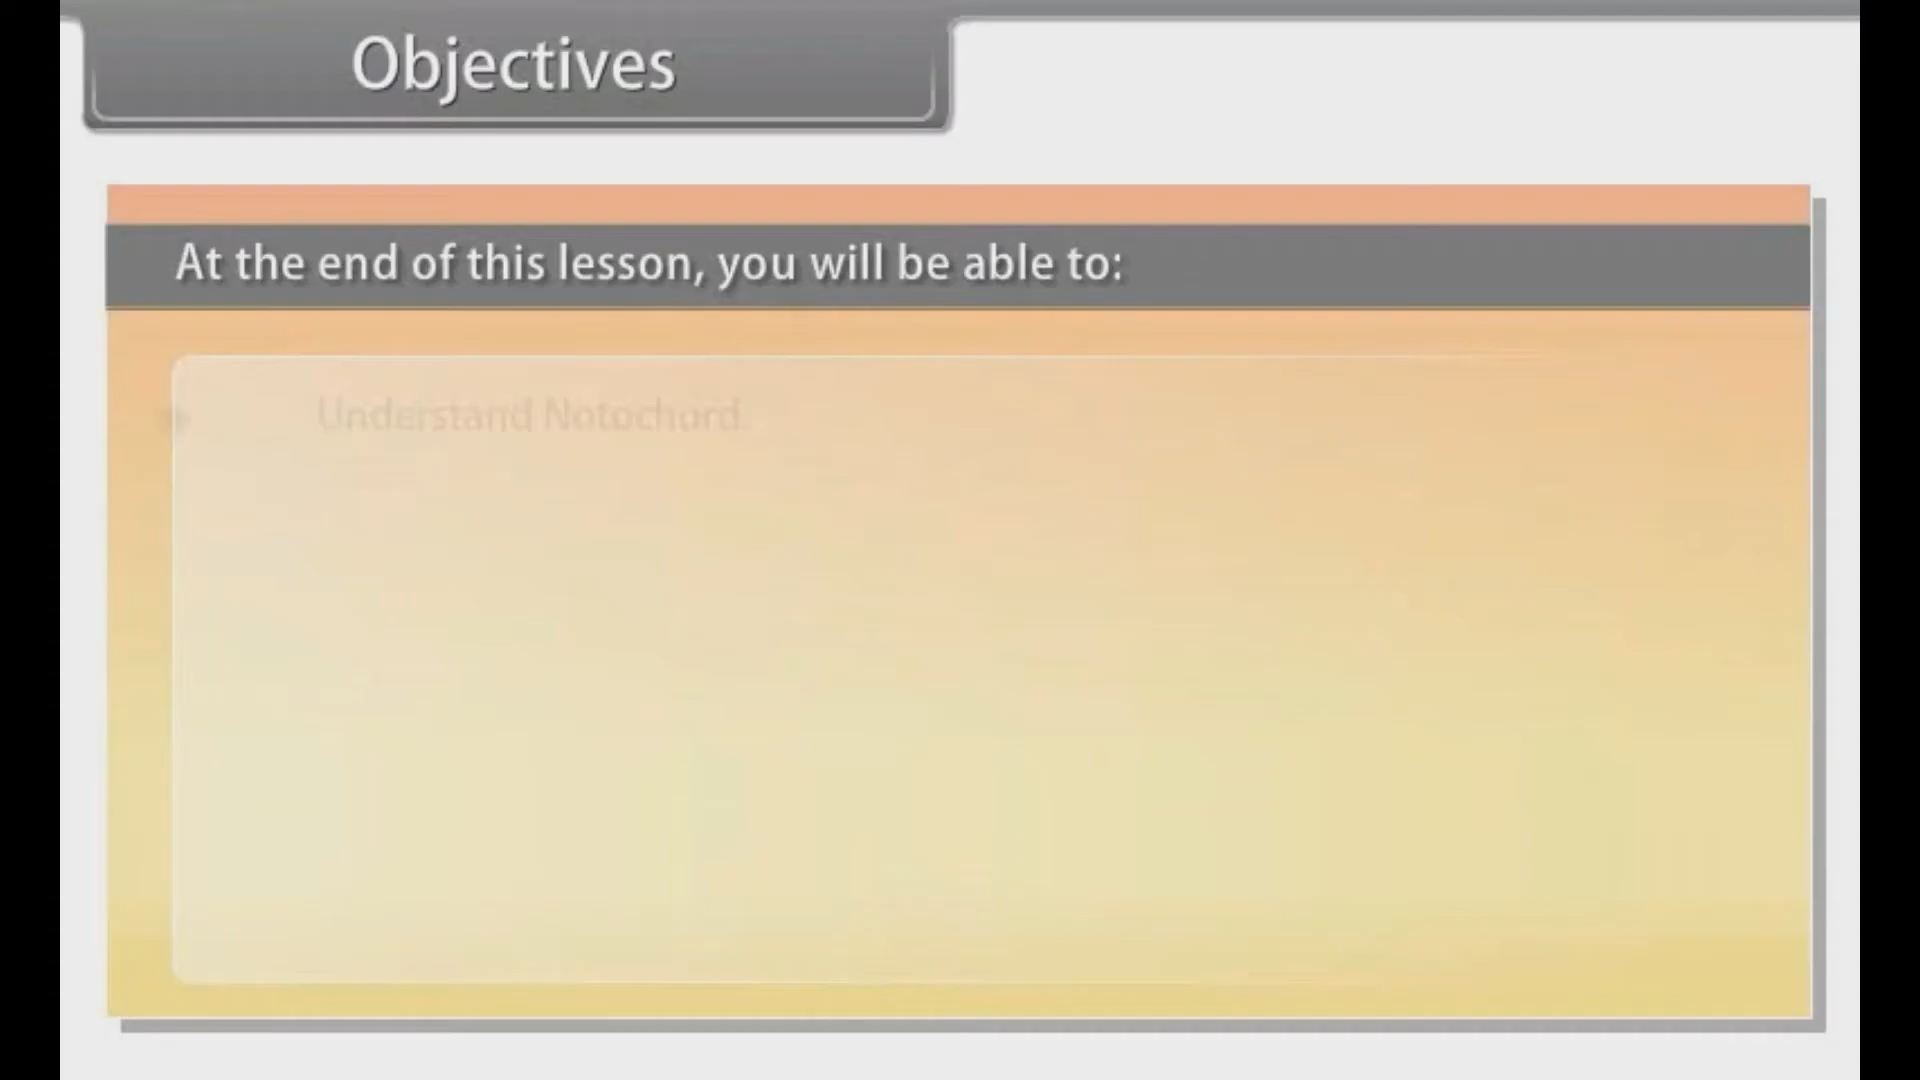 Objectives
At the end of this lesson, you will be able to:
Understand Notochord.